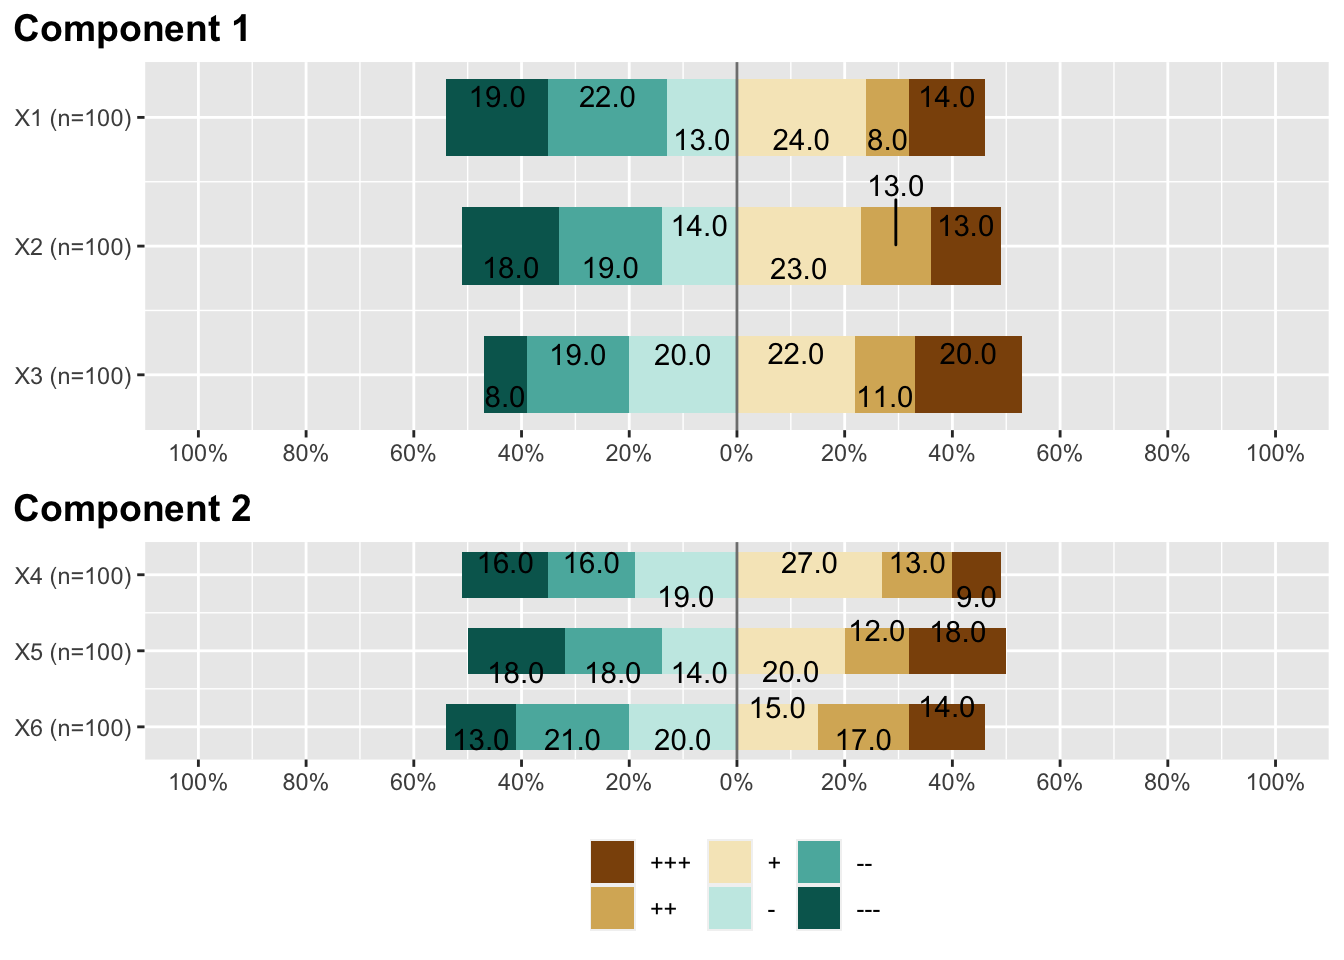 Component 1
X1 (n=100) 19.0 22.0 13.0 24.0 8.0 14.0
13.0
X2 (n=100) 18.0 19.0 14.0 23.0 13.0
X3 (n=100) 8.0 19.0 20.0 22.0 11.0 20.0
100% 80% 60% 40% 20% 0% 20% 40% 60% 80% 100%
Component 2
X4 (n=100) 16.0 16.0 19.0 27.0 13.0 9.0
X5 (n=100) 18.0 18.0 14.0 20.0 12.0 18.0
X6 (n=100) 13.0 21.0 20.0 15.0 17.0 14.0
100% 80% 60% 40% 20% 0% 20% 40% 60% 80% 100%
+++ + --
++ - ---